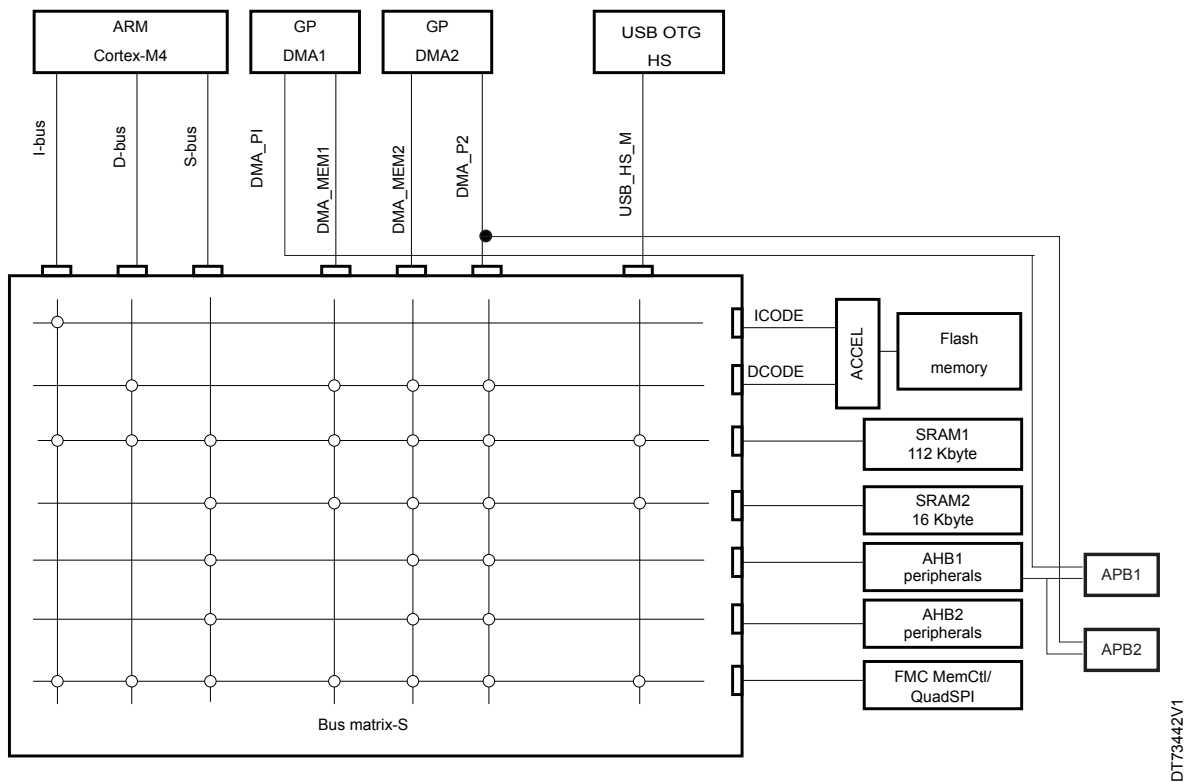 ARM
Cortex-M4
GP
DMA1
GP
DMA2
USB OTG
HS
I-bus
D-bus
S-bus
DMA_PI
DMA_MEM1
DMA_MEM2
DMA_P2
USB_HS_M
ICODE
DCODE
ACCEL
Flash
memory
SRAM1
112 Kbyte
SRAM2
16 Kbyte
AHB1
peripherals
AHB2
peripherals
FMC MemCtl/
QuadSPI
APB1
APB2
Bus matrix-S
DT73442V1